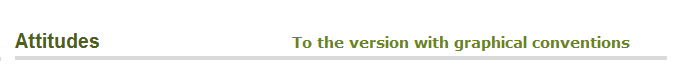 Attitudes To the version with graphical conventions